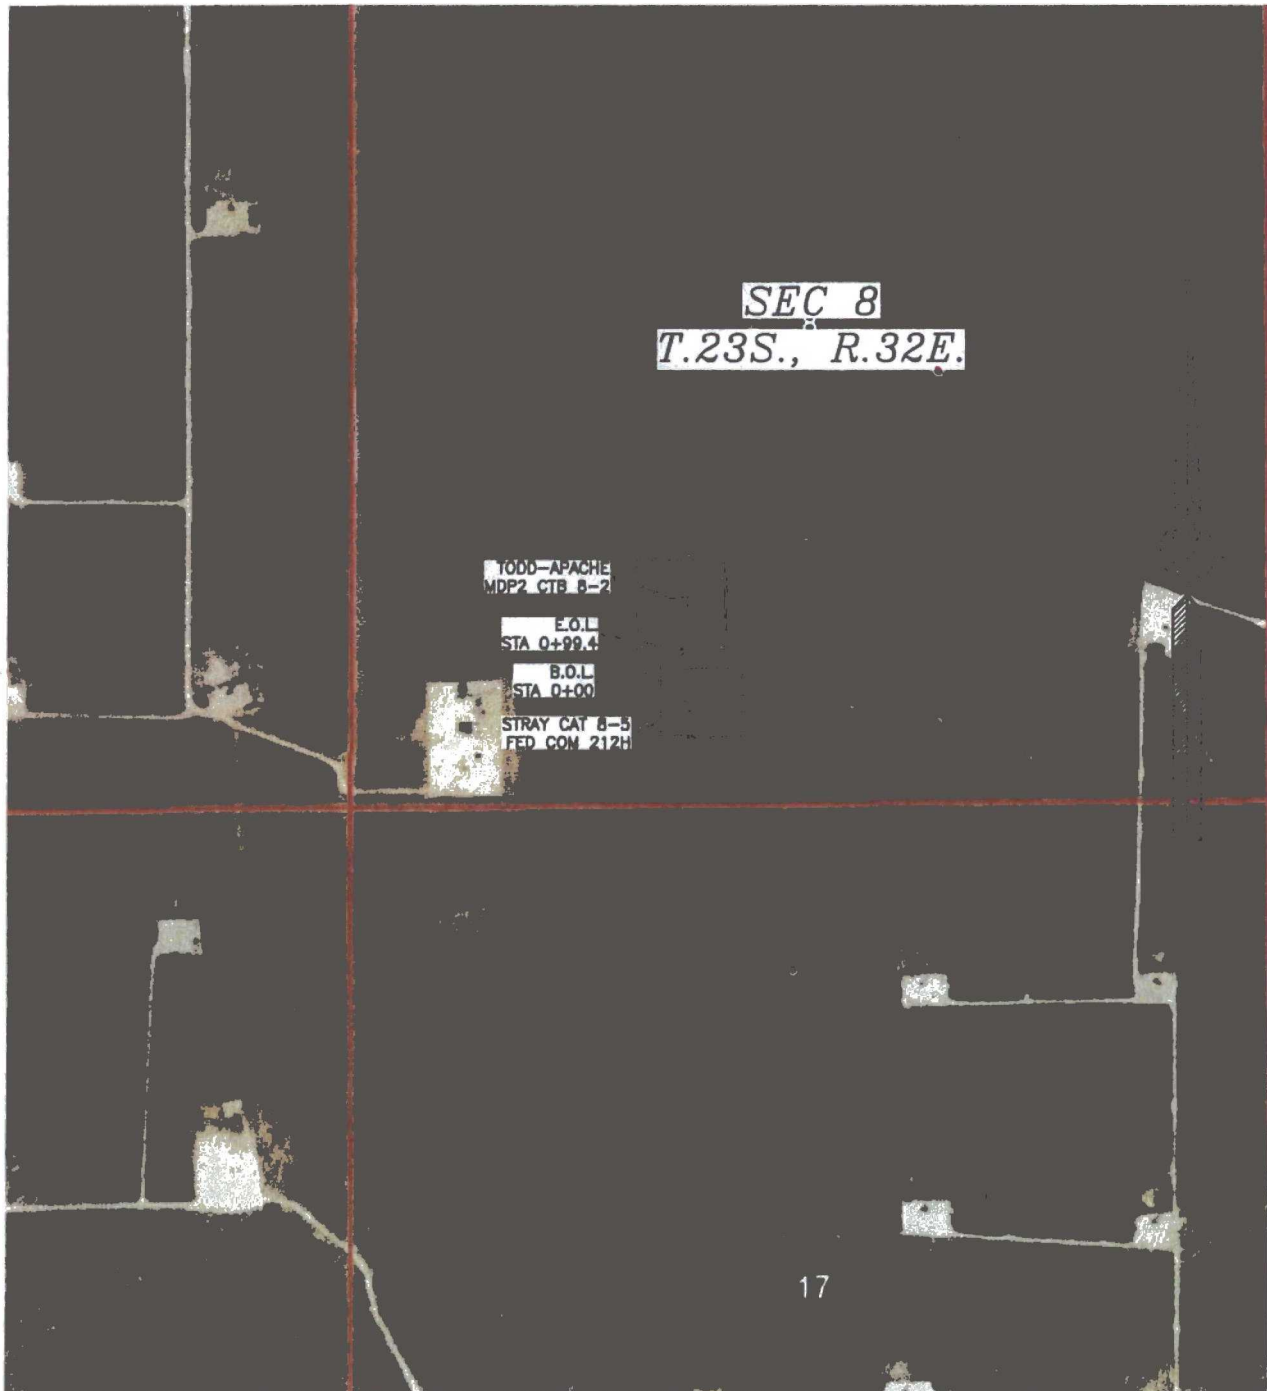 SEC 8
T.23S., R.32E.
TODD-APACHE
MDP2 CTB 8-2
E.O.L
STA 0+99.4
B.O.L
STA 0+00
STRAY CAT 8-5
FED COM 212H
17